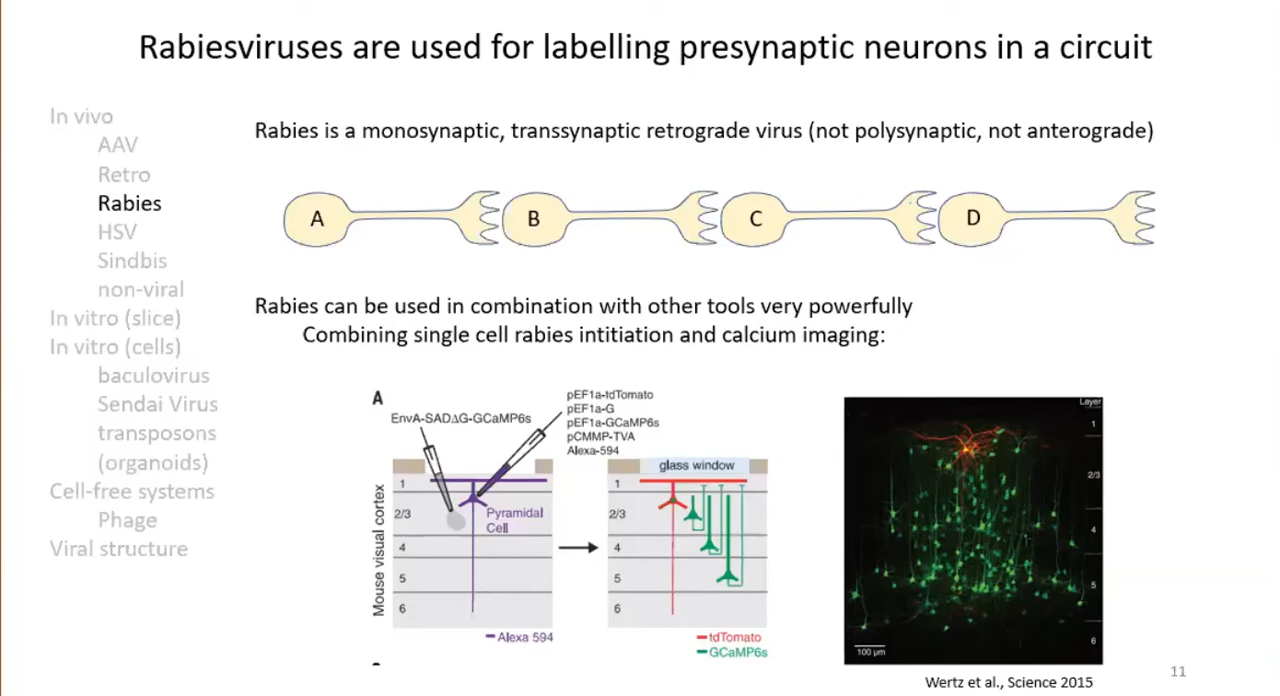 Rabiesviruses are used for labelling presynaptic neurons in a circuit
In vivo
AAV
Retro
Rabies
HSV
Sindbis
non-viral
In vitro (slice)
In vitro (cells)
baculovirus
Sendai Virus
transposons
(organoids)
Cell-free systems
Phage
Viral structure
Rabies is a monosynaptic, transsynaptic retrograde virus (not polysynaptic, not anterograde)
A
B
C
D
Rabies can be used in combination with other tools very powerfully
Combining single cell rabies intitiation and calcium imaging:
A
EnvA-SAD∆G-GCaMP6s
pEF1a-tdTomato
pEF1a-G
pEF1a-GCaMP6s
pCMMP-TVA
Alexa-594
Mouse visual cortex
1
2/3
4
5
6
Pyramidal
Cell
Alexa 594
glass window
1
2/3
4
5
6
tdTomato
GCaMP6s
Layer
1
2/3
4
5
6
100 µm
Wertz et al., Science 2015
11